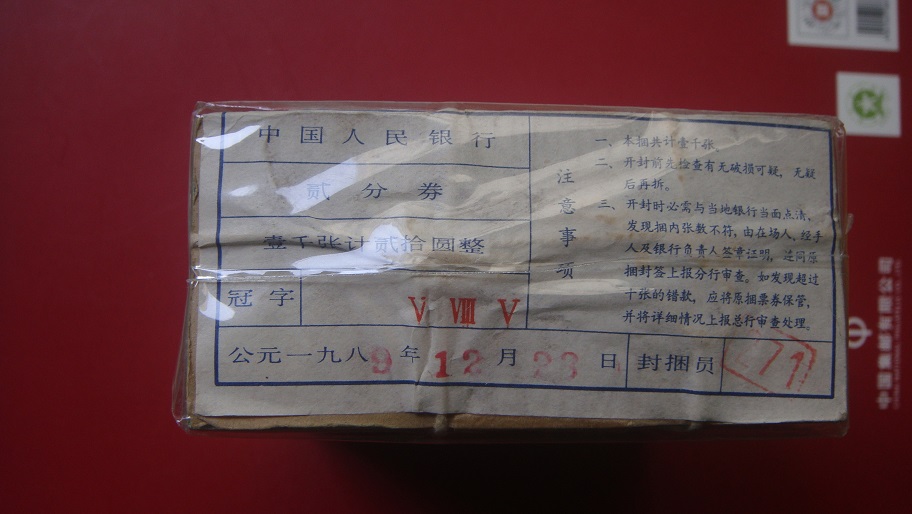 中国人民银行
贰分券
壹千张计贰拾圆整
冠字 V VIII V
公元一九八9年12月23日 封捆员 471
注意事项
一、本捆共计壹千张。
二、开封前先检查有无破损可疑，无疑
后再拆。
三、开封时必需与当地银行当面点清，
发现捆内张数不符，由在场人、经手
人及银行负责人签章证明，连同原
捆封签上报分行审查。如发现超过
十张的错款，应将原捆票券保管，
并将详细情况上报总行审查处理。